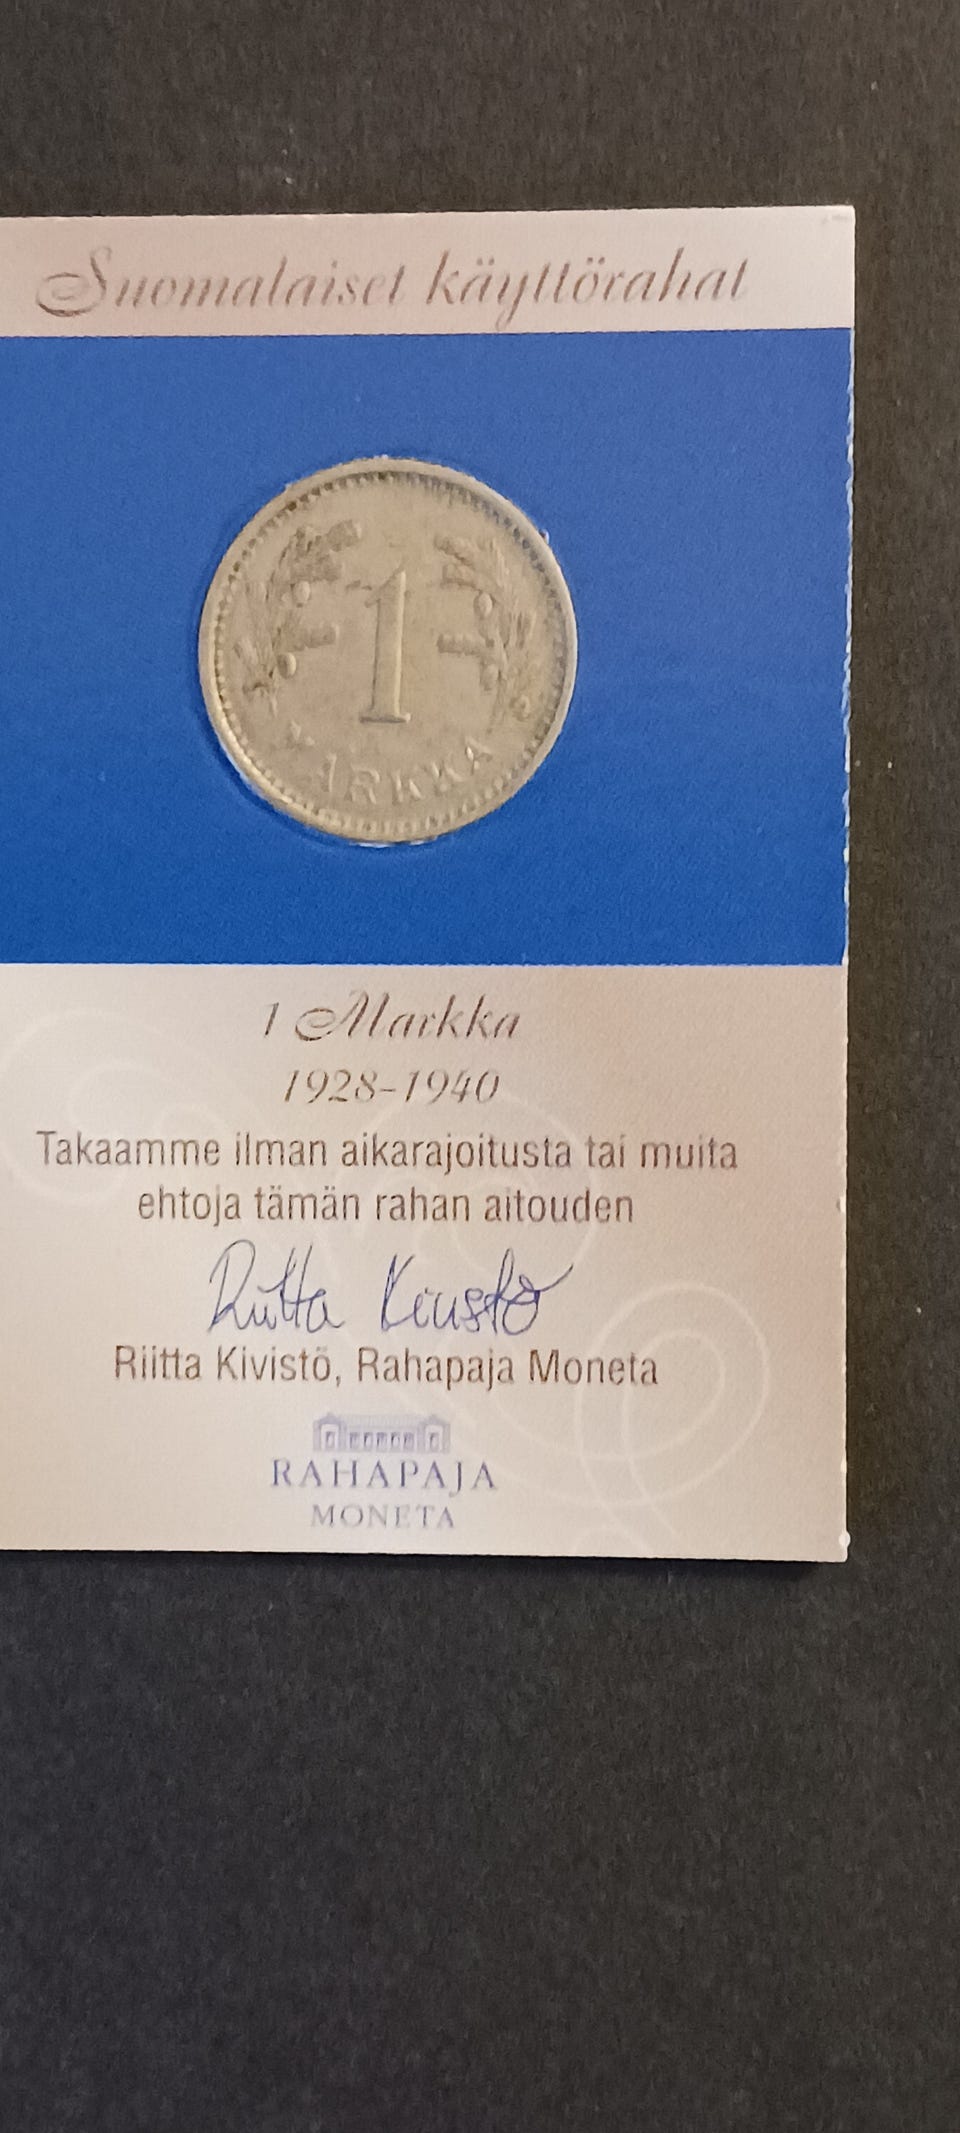 Suomalaiset käyttörahat
1
MARKKA
1 Markka
1928-1940
Takaamme ilman aikarajoitusta tai muita
ehtoja tämän rahan aitouden
Riitta Kivistö
Riitta Kivistö, Rahapaja Moneta
RAHAPAJA
MONETA